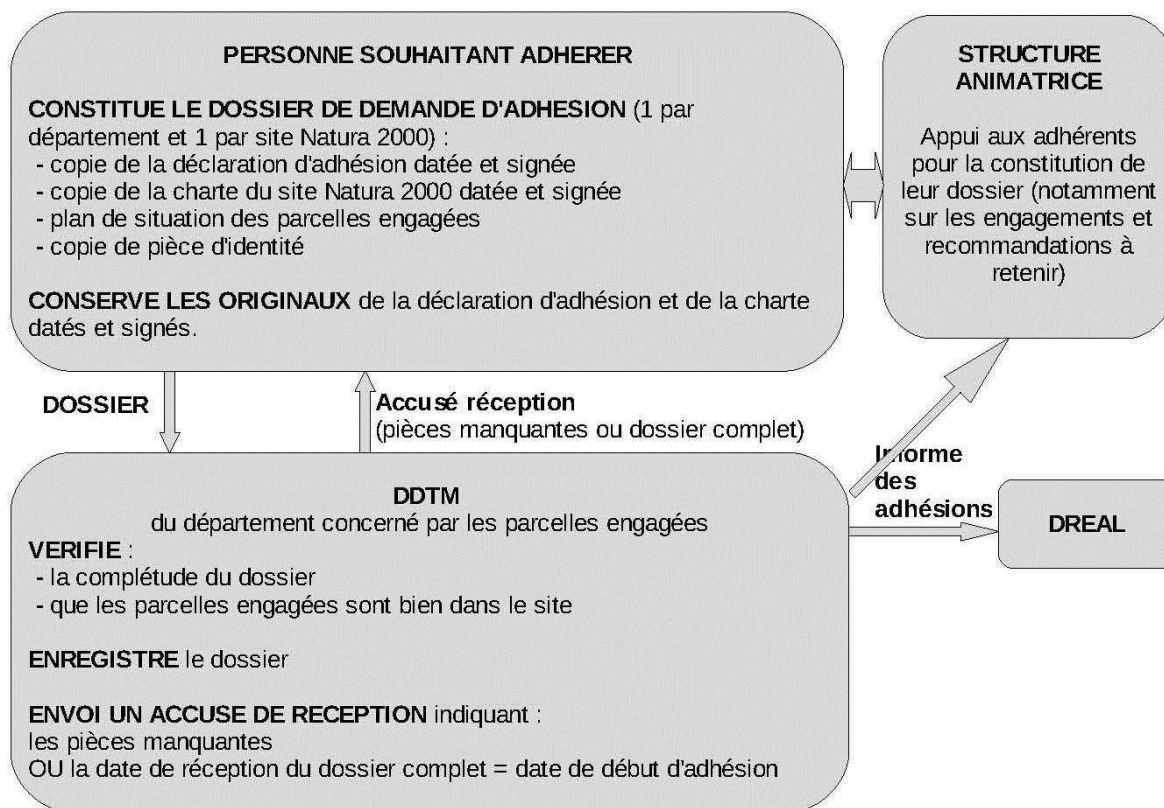 PERSONNE SOUHAITANT ADHERER
CONSTITUE LE DOSSIER DE DEMANDE D'ADHESION (1 par
département et 1 par site Natura 2000) :
- copie de la déclaration d'adhésion datée et signée
- copie de la charte du site Natura 2000 datée et signée
- plan de situation des parcelles engagées
- copie de pièce d'identité
CONSERVE LES ORIGINAUX de la déclaration d'adhésion et de la charte
datés et signés.
STRUCTURE
ANIMATRICE
Appui aux adhérents
pour la constitution de
leur dossier (notamment
sur les engagements et
recommandations à
retenir)
DOSSIER
Accusé réception
(pièces manquantes ou dossier complet)
DDTM
du département concerné par les parcelles engagées
VERIFIE :
- la complétude du dossier
- que les parcelles engagées sont bien dans le site
ENREGISTRE le dossier
ENVOI UN ACCUSE DE RECEPTION indiquant :
les pièces manquantes
OU la date de réception du dossier complet = date de début d'adhésion
Informe
des
adhésions
DREAL